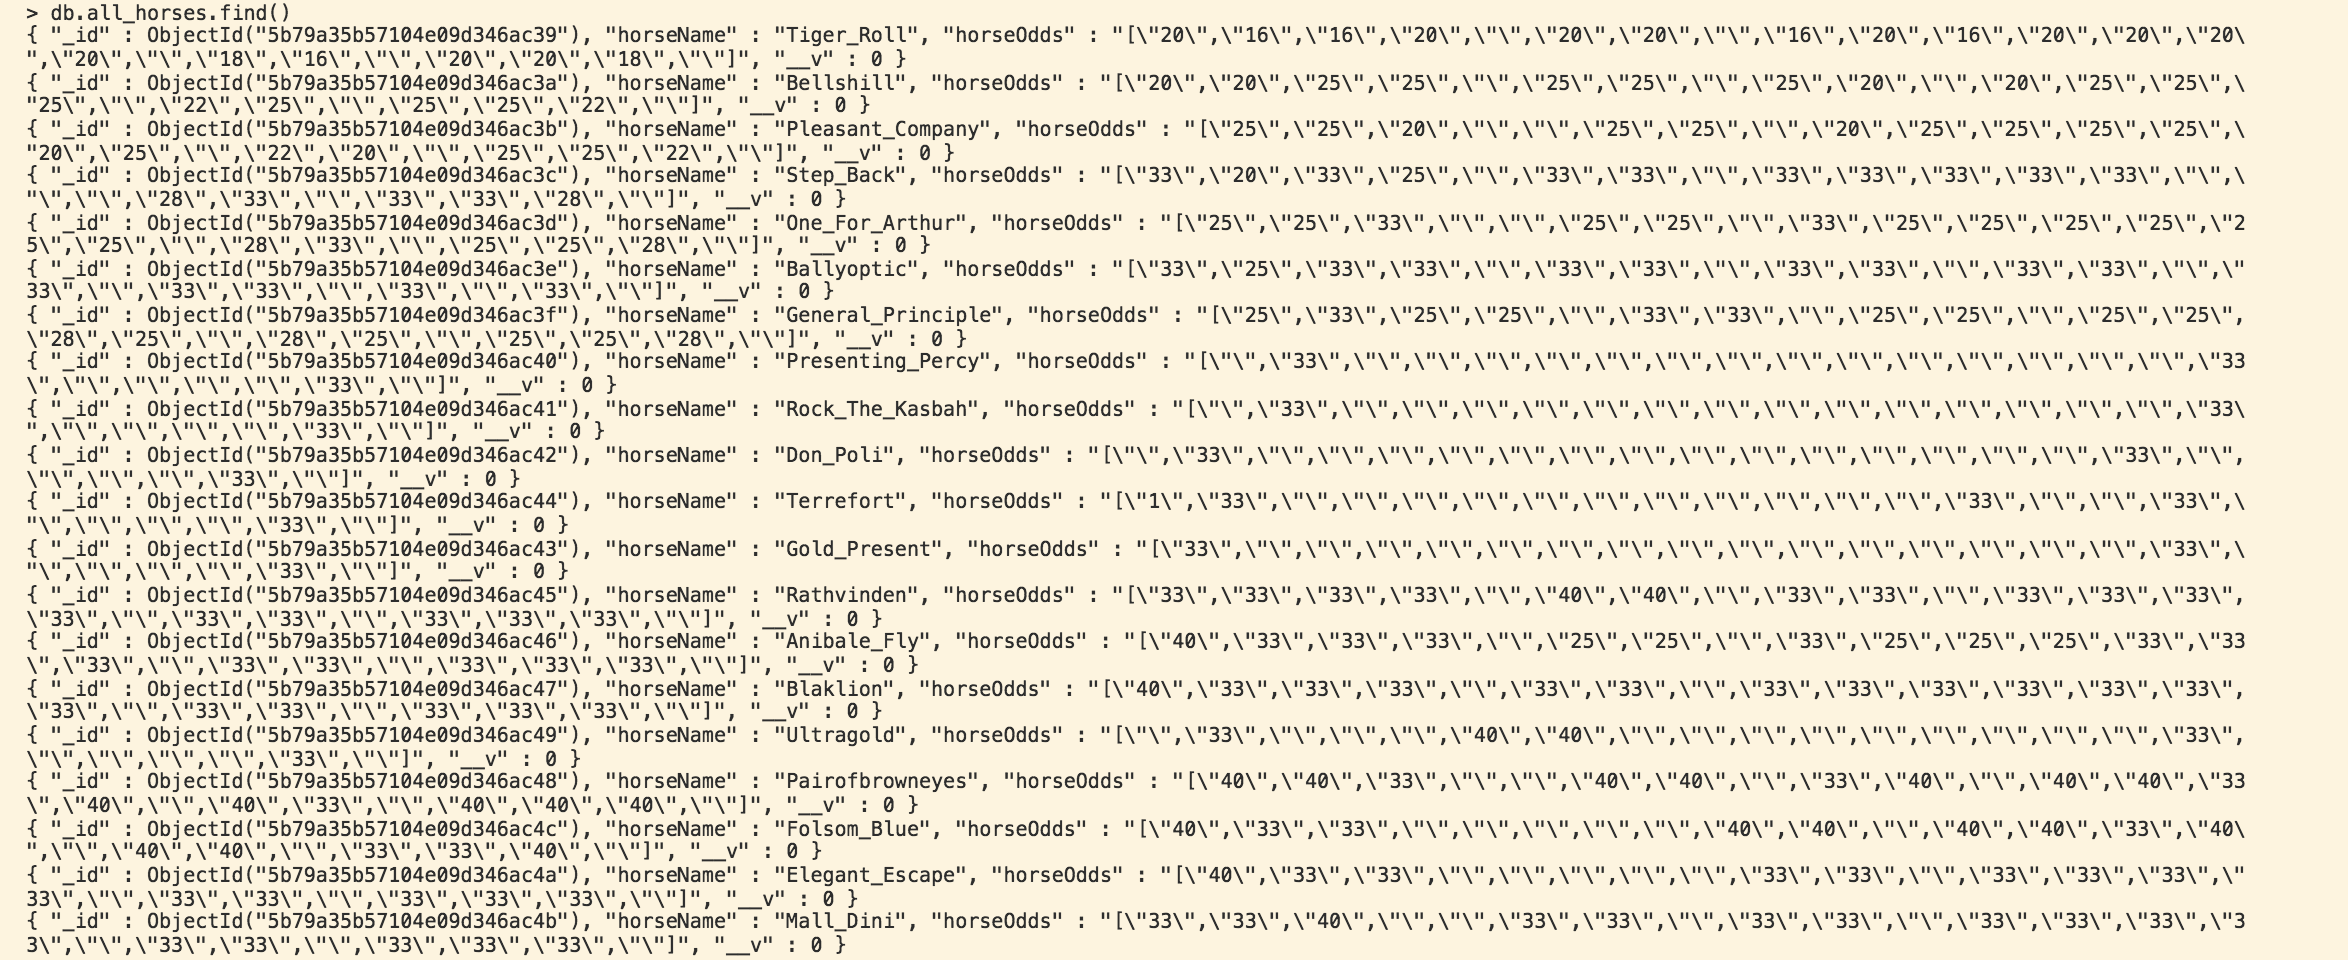 > db.all_horses.find()
{ "_id" : ObjectId("5b79a35b57104e09d346ac39"), "horseName" : "Tiger_Roll", "horseOdds" : "[\"20\",\"16\",\"16\",\"20\",\"\",\"20\",\"20\",\"\",\"16\",\"20\",\"16\",\"20\",\"20\",\"20\
",\"20\",\"\",\"18\",\"16\",\"\",\"20\",\"20\",\"18\",\"\"]", "__v" : 0 }
{ "_id" : ObjectId("5b79a35b57104e09d346ac3a"), "horseName" : "Bellshill", "horseOdds" : "[\"20\",\"20\",\"25\",\"25\",\"\",\"25\",\"25\",\"\",\"25\",\"20\",\"\",\"20\",\"25\",\"25\",\
"25\",\"\",\"22\",\"25\",\"\",\"25\",\"25\",\"22\",\"\"]", "__v" : 0 }
{ "_id" : ObjectId("5b79a35b57104e09d346ac3b"), "horseName" : "Pleasant_Company", "horseOdds" : "[\"25\",\"25\",\"20\",\"\",\"\",\"25\",\"25\",\"\",\"20\",\"25\",\"25\",\"25\",\"25\",\
"20\",\"25\",\"\",\"22\",\"20\",\"\",\"25\",\"25\",\"22\",\"\"]", "__v" : 0 }
{ "_id" : ObjectId("5b79a35b57104e09d346ac3c"), "horseName" : "Step_Back", "horseOdds" : "[\"33\",\"20\",\"33\",\"25\",\"\",\"33\",\"33\",\"\",\"33\",\"33\",\"33\",\"33\",\"33\",\"\",\
"\",\"\",\"28\",\"33\",\"\",\"33\",\"33\",\"28\",\"\"]", "__v" : 0 }
{ "_id" : ObjectId("5b79a35b57104e09d346ac3d"), "horseName" : "One_For_Arthur", "horseOdds" : "[\"25\",\"25\",\"33\",\"\",\"\",\"25\",\"25\",\"\",\"33\",\"25\",\"25\",\"25\",\"25\",\"2
5\",\"25\",\"\",\"28\",\"33\",\"\",\"25\",\"25\",\"28\",\"\"]", "__v" : 0 }
{ "_id" : ObjectId("5b79a35b57104e09d346ac3e"), "horseName" : "Ballyoptic", "horseOdds" : "[\"33\",\"25\",\"33\",\"33\",\"\",\"33\",\"33\",\"\",\"33\",\"33\",\"\",\"33\",\"33\",\"\",\"
33\",\"\",\"33\",\"33\",\"\",\"33\",\"\",\"33\",\"\"]", "__v" : 0 }
{ "_id" : ObjectId("5b79a35b57104e09d346ac3f"), "horseName" : "General_Principle", "horseOdds" : "[\"25\",\"33\",\"25\",\"25\",\"\",\"33\",\"33\",\"\",\"25\",\"25\",\"\",\"25\",\"25\",
\"28\",\"25\",\"\",\"28\",\"25\",\"\",\"25\",\"25\",\"28\",\"\"]", "__v" : 0 }
{ "_id" : ObjectId("5b79a35b57104e09d346ac40"), "horseName" : "Presenting_Percy", "horseOdds" : "[\"\",\"33\",\"\",\"\",\"\",\"\",\"\",\"\",\"\",\"\",\"\",\"\",\"\",\"\",\"\",\"\",\"33
\",\"\",\"\",\"\",\"\",\"33\",\"\"]", "__v" : 0 }
{ "_id" : ObjectId("5b79a35b57104e09d346ac41"), "horseName" : "Rock_The_Kasbah", "horseOdds" : "[\"\",\"33\",\"\",\"\",\"\",\"\",\"\",\"\",\"\",\"\",\"\",\"\",\"\",\"\",\"\",\"\",\"33\
",\"\",\"\",\"\",\"\",\"33\",\"\"]", "__v" : 0 }
{ "_id" : ObjectId("5b79a35b57104e09d346ac42"), "horseName" : "Don_Poli", "horseOdds" : "[\"\",\"33\",\"\",\"\",\"\",\"\",\"\",\"\",\"\",\"\",\"\",\"\",\"\",\"\",\"\",\"\",\"33\",\"\",
\"\",\"\",\"\",\"33\",\"\"]", "__v" : 0 }
{ "_id" : ObjectId("5b79a35b57104e09d346ac44"), "horseName" : "Terrefort", "horseOdds" : "[\"1\",\"33\",\"\",\"\",\"\",\"\",\"\",\"\",\"\",\"\",\"\",\"\",\"\",\"33\",\"\",\"\",\"33\",\
"\",\"\",\"\",\"\",\"33\",\"\"]", "__v" : 0 }
{ "_id" : ObjectId("5b79a35b57104e09d346ac43"), "horseName" : "Gold_Present", "horseOdds" : "[\"33\",\"\",\"\",\"\",\"\",\"\",\"\",\"\",\"\",\"\",\"\",\"\",\"\",\"\",\"\",\"\",\"33\",\
"\",\"\",\"\",\"\",\"33\",\"\"]", "__v" : 0 }
{ "_id" : ObjectId("5b79a35b57104e09d346ac45"), "horseName" : "Rathvinden", "horseOdds" : "[\"33\",\"33\",\"33\",\"33\",\"\",\"40\",\"40\",\"\",\"33\",\"33\",\"\",\"33\",\"33\",\"33\",
\"33\",\"\",\"33\",\"33\",\"\",\"33\",\"33\",\"33\",\"\"]", "__v" : 0 }
{ "_id" : ObjectId("5b79a35b57104e09d346ac46"), "horseName" : "Anibale_Fly", "horseOdds" : "[\"40\",\"33\",\"33\",\"33\",\"\",\"25\",\"25\",\"\",\"33\",\"25\",\"25\",\"25\",\"33\",\"33
\",\"33\",\"\",\"33\",\"33\",\"\",\"33\",\"33\",\"33\",\"\"]", "__v" : 0 }
{ "_id" : ObjectId("5b79a35b57104e09d346ac47"), "horseName" : "Blaklion", "horseOdds" : "[\"40\",\"33\",\"33\",\"33\",\"\",\"33\",\"33\",\"\",\"33\",\"33\",\"33\",\"33\",\"33\",\"33\",
\"33\",\"\",\"33\",\"33\",\"\",\"33\",\"33\",\"33\",\"\"]", "__v" : 0 }
{ "_id" : ObjectId("5b79a35b57104e09d346ac49"), "horseName" : "Ultragold", "horseOdds" : "[\"\",\"33\",\"\",\"\",\"\",\"40\",\"40\",\"\",\"\",\"\",\"\",\"\",\"\",\"\",\"\",\"\",\"33\",
\"\",\"\",\"\",\"\",\"33\",\"\"]", "__v" : 0 }
{ "_id" : ObjectId("5b79a35b57104e09d346ac48"), "horseName" : "Pairofbrowneyes", "horseOdds" : "[\"40\",\"40\",\"33\",\"\",\"\",\"40\",\"40\",\"\",\"33\",\"40\",\"\",\"40\",\"40\",\"33
\",\"40\",\"\",\"40\",\"33\",\"\",\"40\",\"40\",\"40\",\"\"]", "__v" : 0 }
{ "_id" : ObjectId("5b79a35b57104e09d346ac4c"), "horseName" : "Folsom_Blue", "horseOdds" : "[\"40\",\"33\",\"33\",\"\",\"\",\"\",\"\",\"\",\"40\",\"40\",\"\",\"40\",\"40\",\"33\",\"40\
",\"\",\"40\",\"40\",\"\",\"33\",\"33\",\"40\",\"\"]", "__v" : 0 }
{ "_id" : ObjectId("5b79a35b57104e09d346ac4a"), "horseName" : "Elegant_Escape", "horseOdds" : "[\"40\",\"33\",\"33\",\"\",\"\",\"\",\"\",\"\",\"33\",\"33\",\"\",\"33\",\"33\",\"33\",\"
33\",\"\",\"33\",\"33\",\"\",\"33\",\"33\",\"33\",\"\"]", "__v" : 0 }
{ "_id" : ObjectId("5b79a35b57104e09d346ac4b"), "horseName" : "Mall_Dini", "horseOdds" : "[\"33\",\"33\",\"40\",\"\",\"\",\"33\",\"33\",\"\",\"33\",\"33\",\"\",\"33\",\"33\",\"33\",\"3
3\",\"\",\"33\",\"33\",\"\",\"33\",\"33\",\"33\",\"\"]", "__v" : 0 }